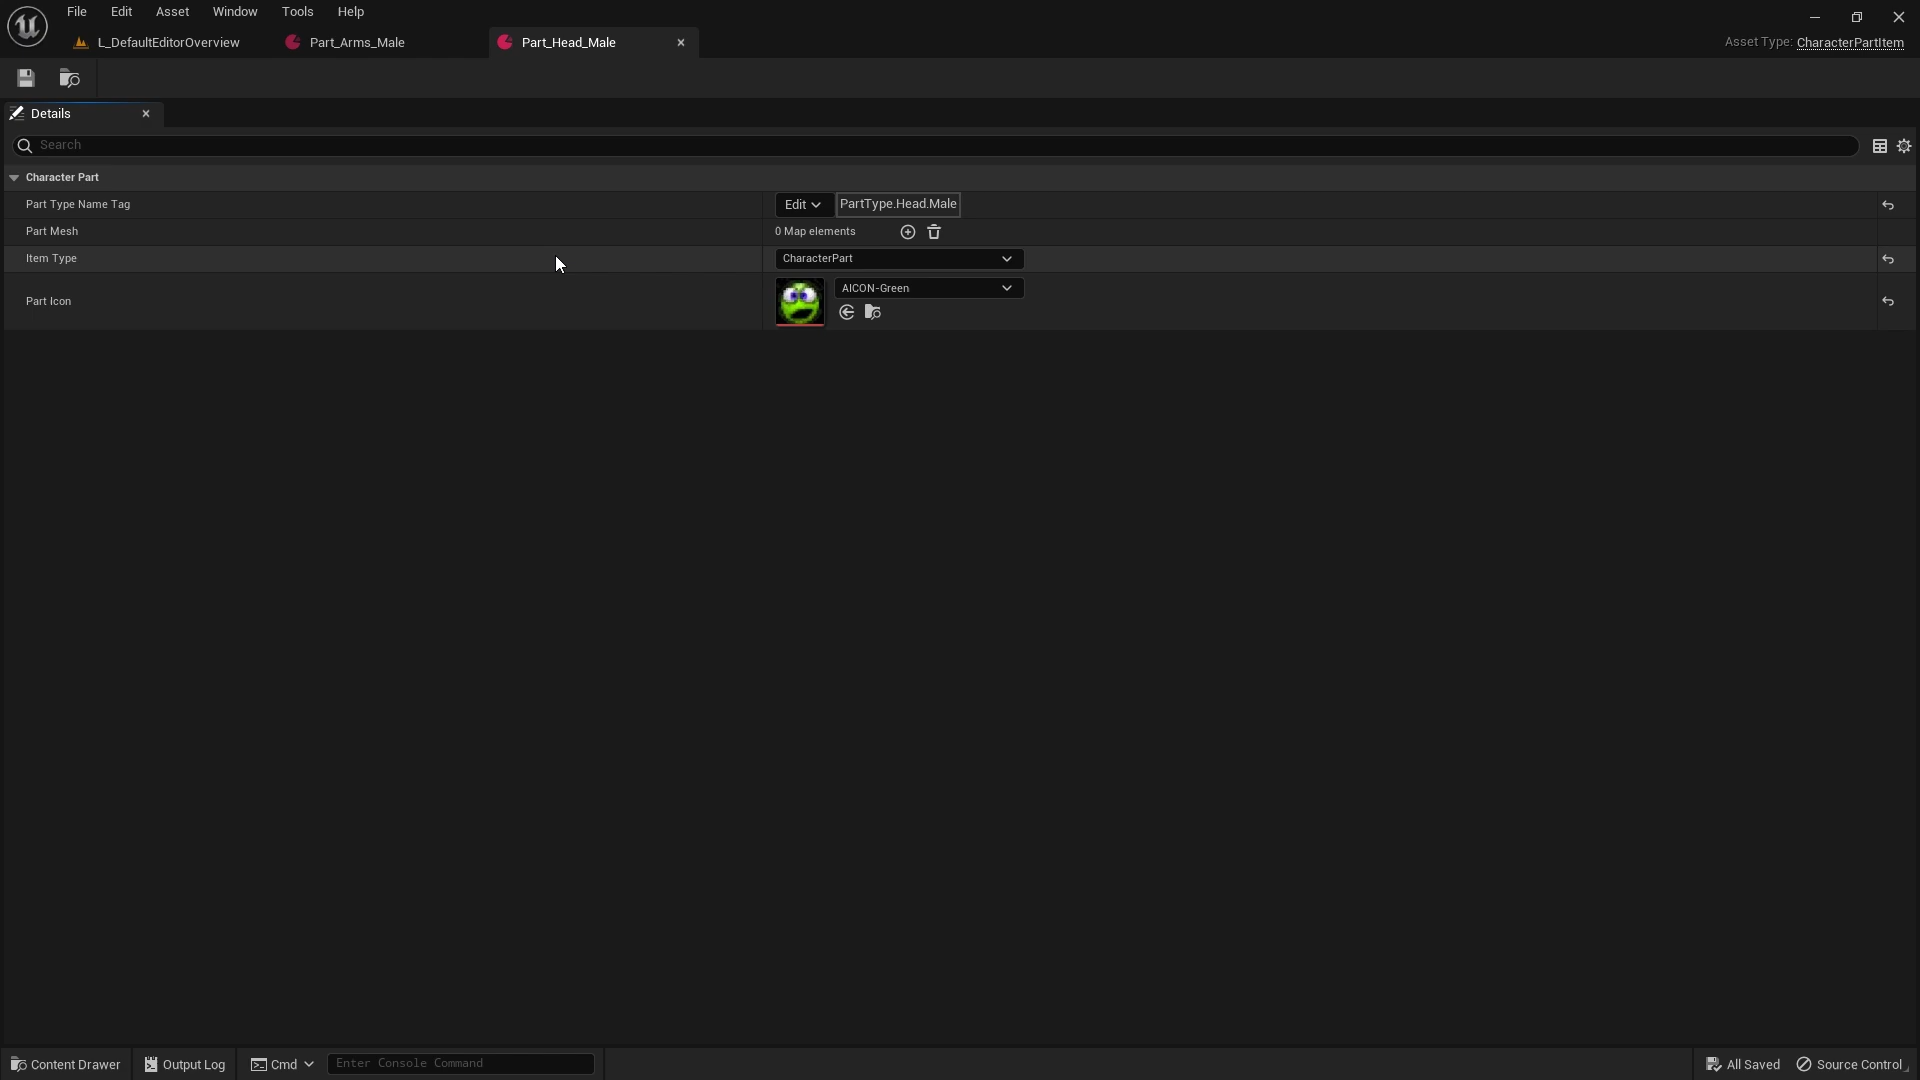 File Edit Asset Window Tools Help
L_DefaultEditorOverview Part_Arms_Male Part_Head_Male Asset Type: CharacterPartItem
Details
Search
Character Part
Part Type Name Tag Edit PartType.Head.Male
Part Mesh 0 Map elements
Item Type CharacterPart
Part Icon AICON-Green
Content Drawer Output Log Cmd Enter Console Command All Saved Source Control